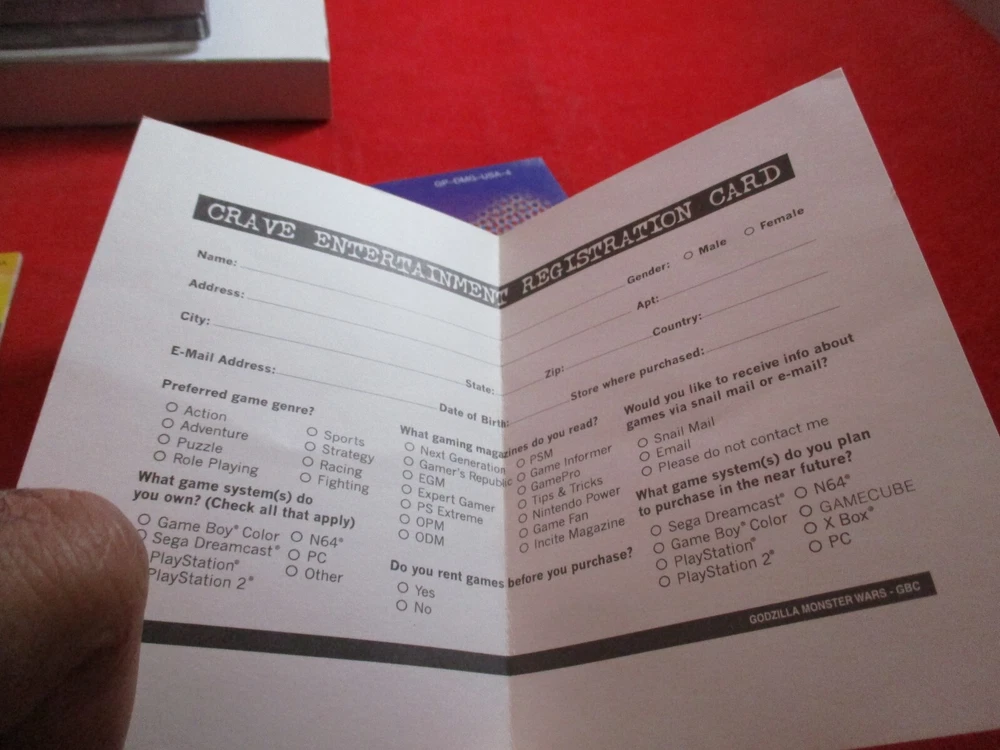 DP-DMG-USA-4
CRAVE ENTERTAINMENT REGISTRATION CARD
Name: Gender: O Male O Female
Address: Apt:
City: State: Zip: Country:
E-Mail Address: Date of Birth: Store where purchased:
Preferred game genre?
O Action
O Adventure
O Puzzle
O Role Playing
O Sports
O Strategy
O Racing
O Fighting
What game system(s) do
you own? (Check all that apply)
O Game Boy® Color
O Sega Dreamcast®
PlayStation®
PlayStation 2®
O N64®
O PC
O Other
What gaming magazines do you read?
O Next Generation
O Gamer's Republic
O EGM
O Expert Gamer
O PS Extreme
O OPM
O ODM
O PSM
O Game Informer
O GamePro
O Tips & Tricks
O Nintendo Power
O Game Fan
O Incite Magazine
Do you rent games before you purchase?
O Yes
O No
Would you like to receive info about
games via snail mail or e-mail?
O Snail Mail
O Email
O Please do not contact me
What game system(s) do you plan
to purchase in the near future?
O Sega Dreamcast®
O Game Boy® Color
O PlayStation®
O PlayStation 2®
O N64®
O GAMECUBE
O X Box®
O PC
GODZILLA MONSTER WARS - GBC